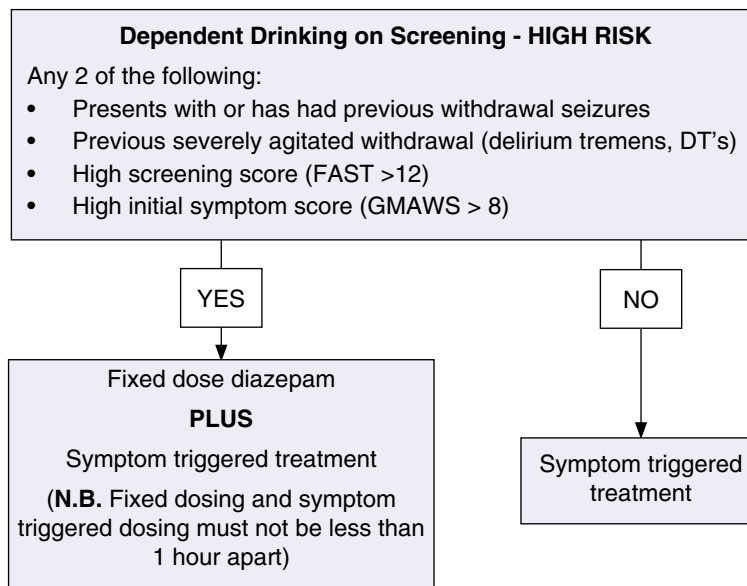 Dependent Drinking on Screening - HIGH RISK
Any 2 of the following:
• Presents with or has had previous withdrawal seizures
• Previous severely agitated withdrawal (delirium tremens, DT's)
• High screening score (FAST >12)
• High initial symptom score (GMAWS > 8)
YES
NO
Fixed dose diazepam
PLUS
Symptom triggered treatment
(N.B. Fixed dosing and symptom
triggered dosing must not be less than
1 hour apart)
Symptom triggered
treatment